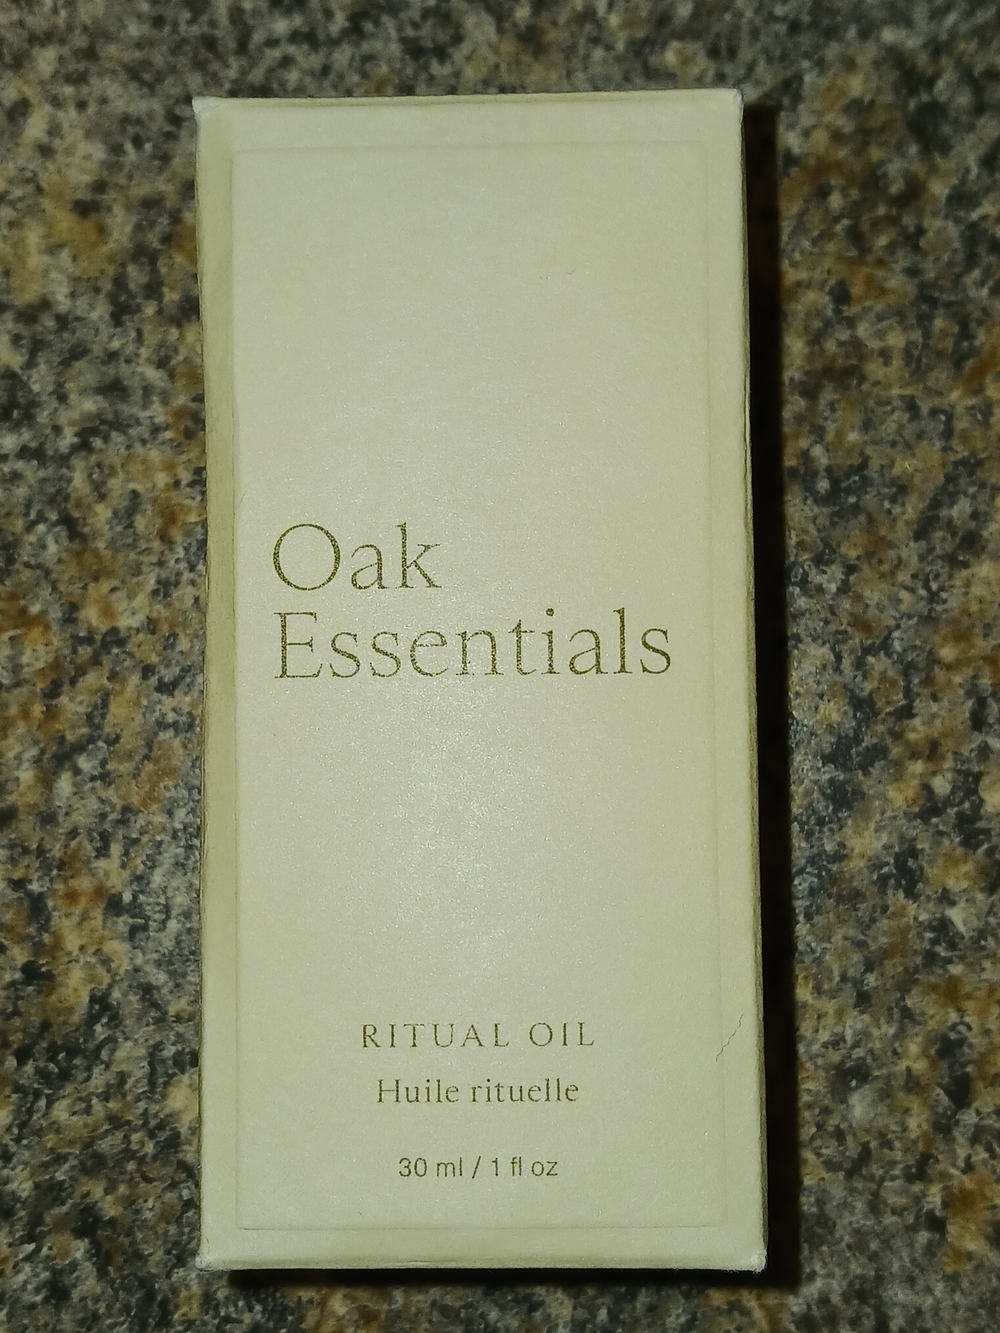 Oak
Essentials
RITUAL OIL
Huile rituelle
30 ml / 1 fl oz